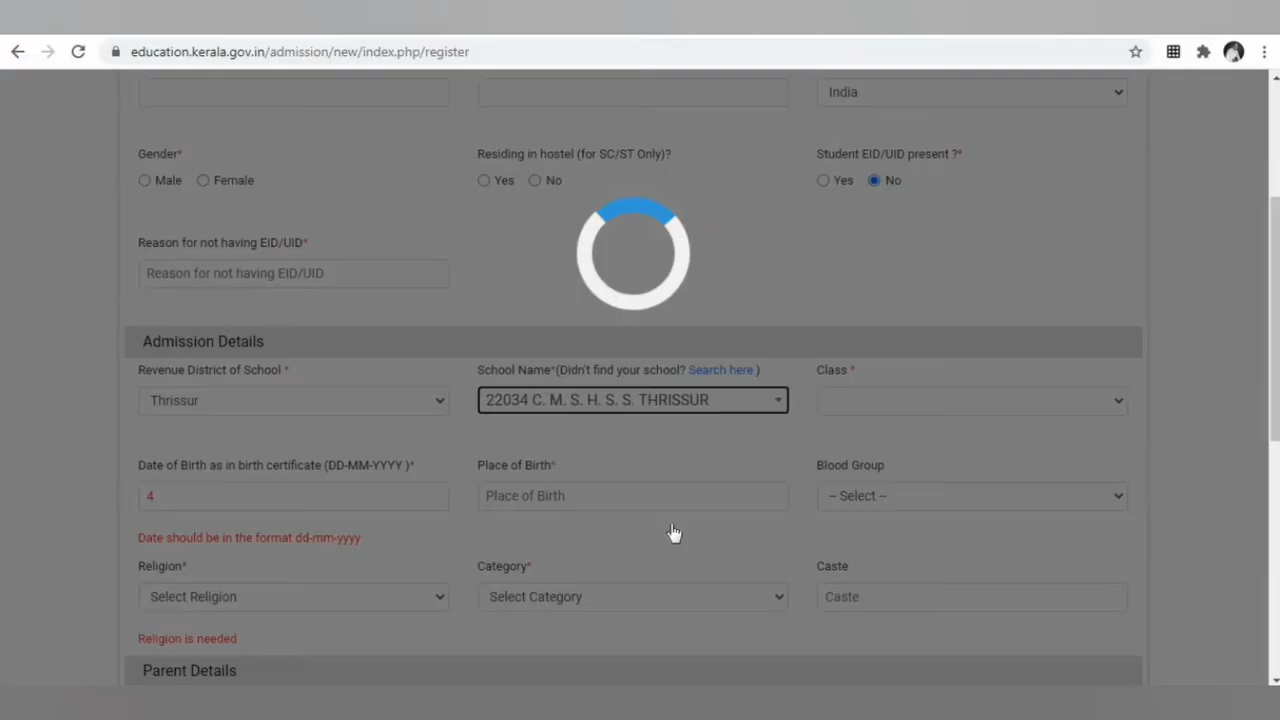 education.kerala.gov.in/admission/new/index.php/register
India
Gender* Residing in hostel (for SC/ST Only)? Student EID/UID present ?*
Male Female Yes No Yes No
Reason for not having EID/UID*
Reason for not having EID/UID
Admission Details
Revenue District of School * School Name*(Didn't find your school? Search here ) Class *
Thrissur 22034 C. M. S. H. S. S. THRISSUR
Date of Birth as in birth certificate (DD-MM-YYYY )* Place of Birth* Blood Group
4 Place of Birth -- Select --
Date should be in the format dd-mm-yyyy
Religion* Category* Caste
Select Religion Select Category Caste
Religion is needed
Parent Details